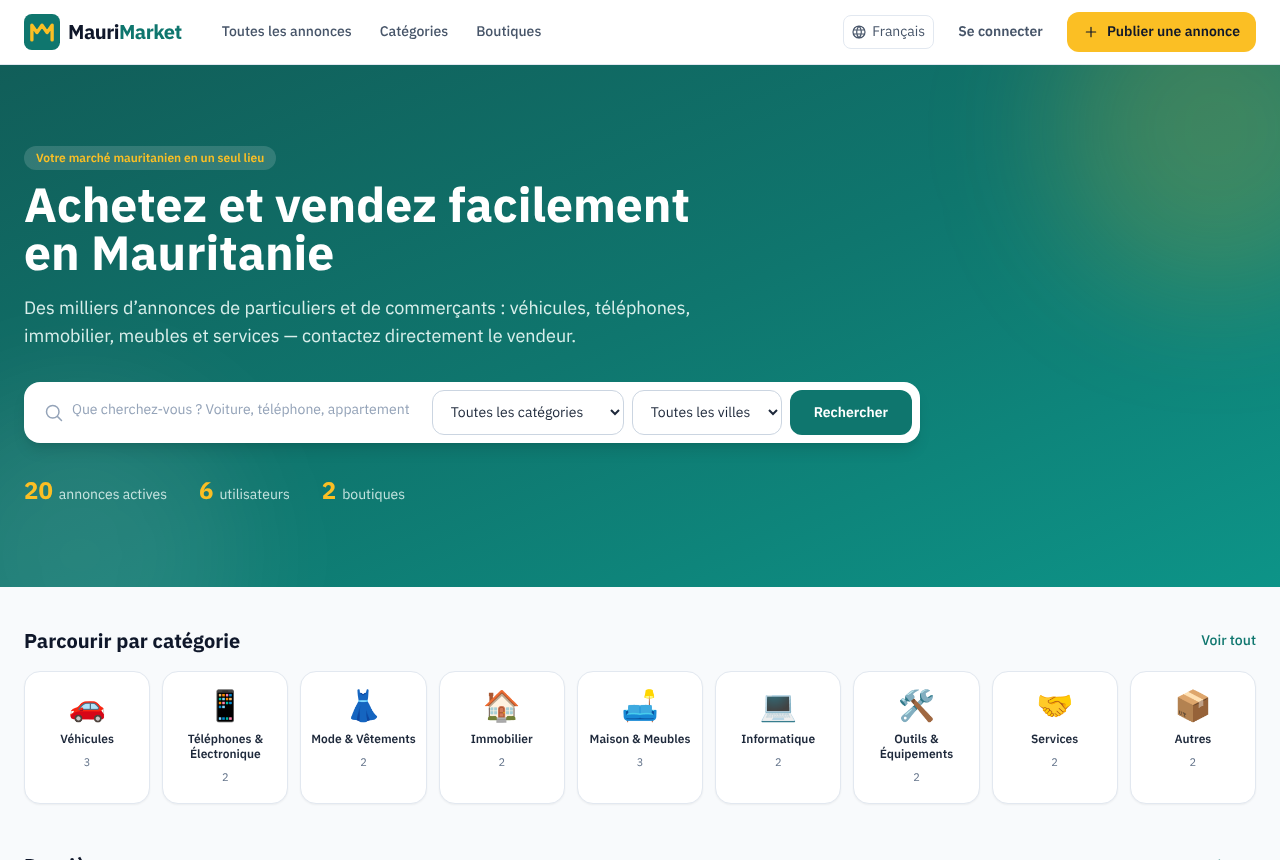 MauriMarket
Toutes les annonces
Catégories
Boutiques
Français
Se connecter
+ Publier une annonce
Votre marché mauritanien en un seul lieu
Achetez et vendez facilement
en Mauritanie
Des milliers d’annonces de particuliers et de commerçants : véhicules, téléphones,
immobilier, meubles et services — contactez directement le vendeur.
Que cherchez-vous ? Voiture, téléphone, appartement
Toutes les catégories
Toutes les villes
Rechercher
20 annonces actives
6 utilisateurs
2 boutiques
Parcourir par catégorie
Voir tout
Véhicules
3
Téléphones &
Électronique
2
Mode & Vêtements
2
Immobilier
2
Maison & Meubles
3
Informatique
2
Outils &
Équipements
2
Services
2
Autres
2